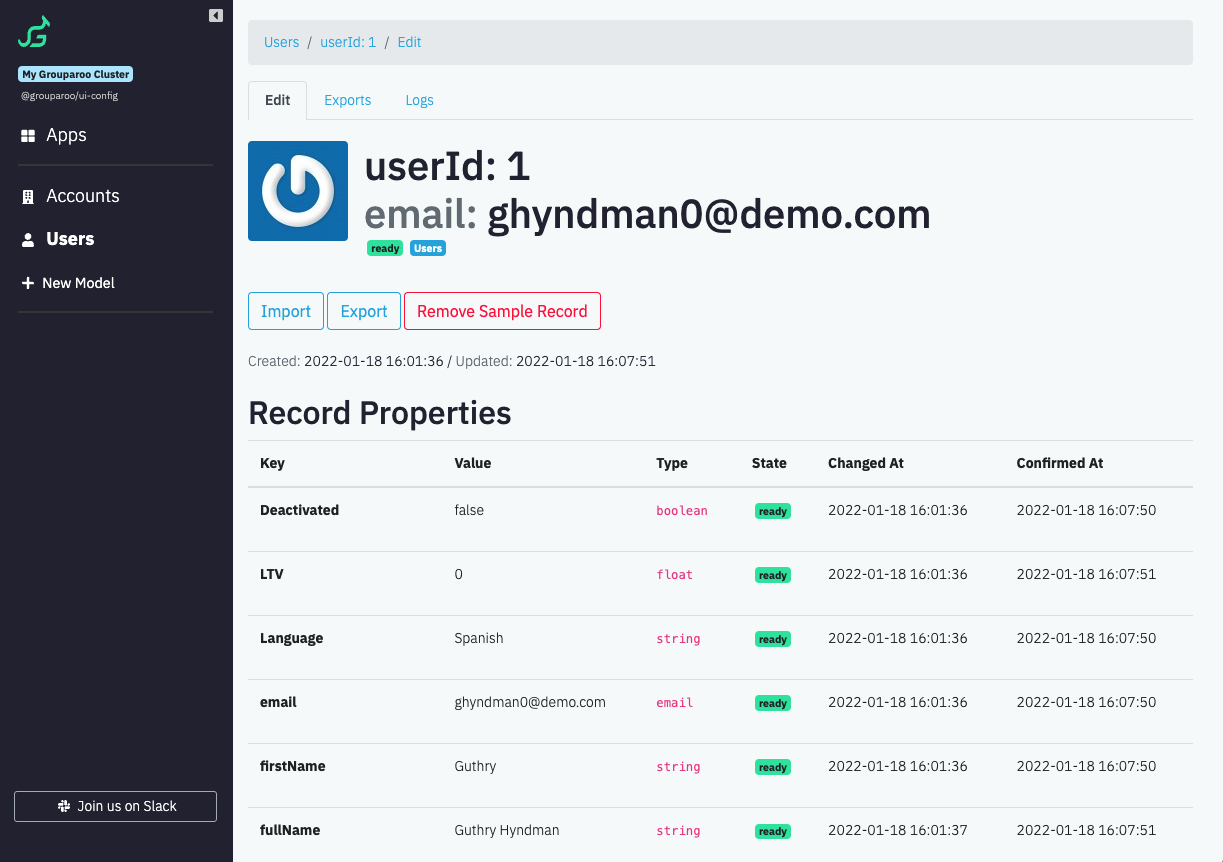 My Grouparoo Cluster
@grouparoo/ui-config
Apps
Accounts
Users
New Model
Join us on Slack
Users / userId: 1 / Edit
Edit Exports Logs
userId: 1
email: ghyndman0@demo.com
ready Users
Import Export Remove Sample Record
Created: 2022-01-18 16:01:36 / Updated: 2022-01-18 16:07:51
Record Properties
Key Value Type State Changed At Confirmed At
Deactivated false boolean ready 2022-01-18 16:01:36 2022-01-18 16:07:50
LTV 0 float ready 2022-01-18 16:01:36 2022-01-18 16:07:51
Language Spanish string ready 2022-01-18 16:01:36 2022-01-18 16:07:50
email ghyndman0@demo.com email ready 2022-01-18 16:01:36 2022-01-18 16:07:50
firstName Guthry string ready 2022-01-18 16:01:36 2022-01-18 16:07:50
fullName Guthry Hyndman string ready 2022-01-18 16:01:37 2022-01-18 16:07:51